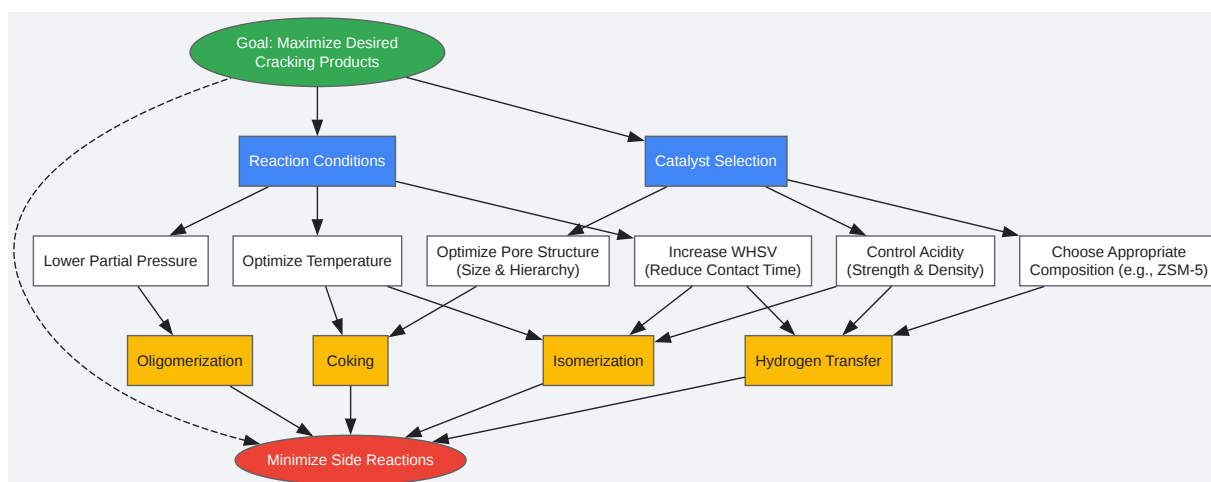 Goal: Maximize Desired
Cracking Products
Reaction Conditions
Catalyst Selection
Lower Partial Pressure
Optimize Temperature
Optimize Pore Structure
(Size & Hierarchy)
Increase WHSV
(Reduce Contact Time)
Control Acidity
(Strength & Density)
Choose Appropriate
Composition (e.g., ZSM-5)
Oligomerization
Coking
Isomerization
Hydrogen Transfer
Minimize Side Reactions